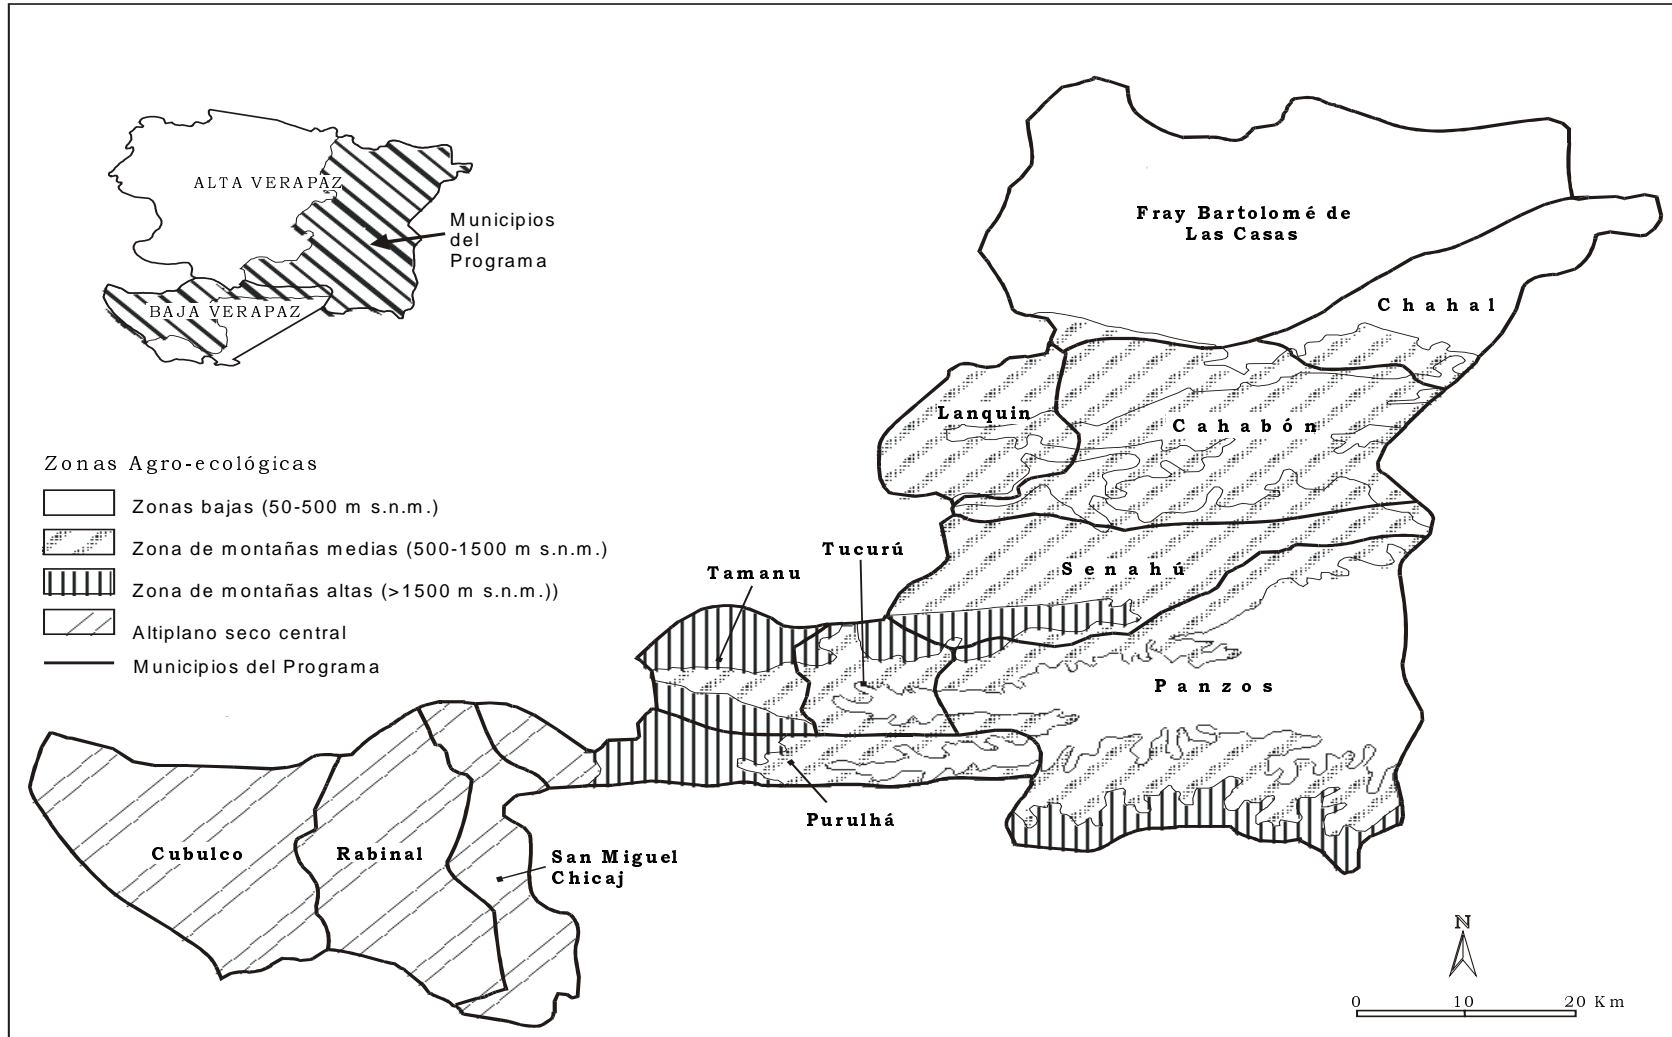 ALTA VERAPAZ
Municipios
del
Programa
BAJA VERAPAZ
Fray Bartolomé de
Las Casas
Chahal
Lanquin
Cahabón
Zonas Agro-ecológicas
Zonas bajas (50-500 m s.n.m.)
Zona de montañas medias (500-1500 m s.n.m.)
Zona de montañas altas (>1500 m s.n.m.))
Altiplano seco central
Municipios del Programa
Tucurú
Tamanu
Senahú
Panzos
Purulhá
Cubulco
Rabinal
San Miguel
Chicaj
N
0 10 20 Km